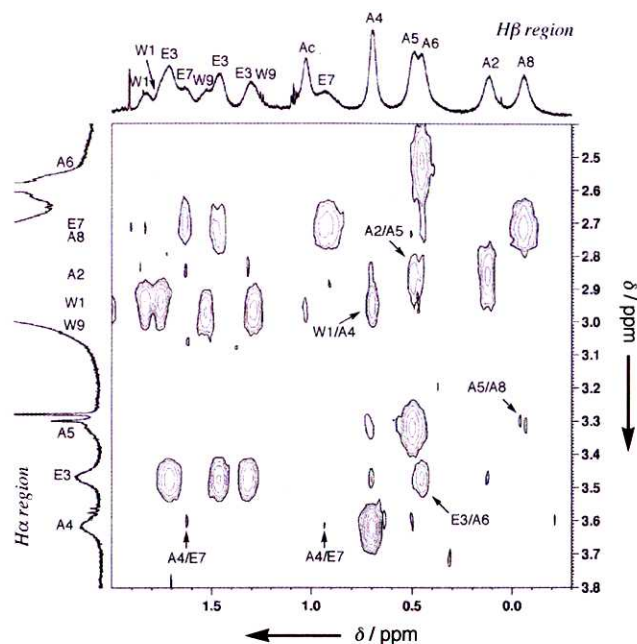 Hβ region
A4
Ac
A5
A6
E3
E3
W1
E7
W9
E3
W9
E7
A2
A8
W1
A6
E7
A8
A2
W1
W9
A5
E3
A4
Hα region
A2/A5
W1/A4
A5/A8
E3/A6
A4/E7
A4/E7
2.5
2.6
2.7
2.8
2.9
3.0
3.1
3.2
3.3
3.4
3.5
3.6
3.7
3.8
δ / ppm
1.5
1.0
0.5
0.0
δ / ppm